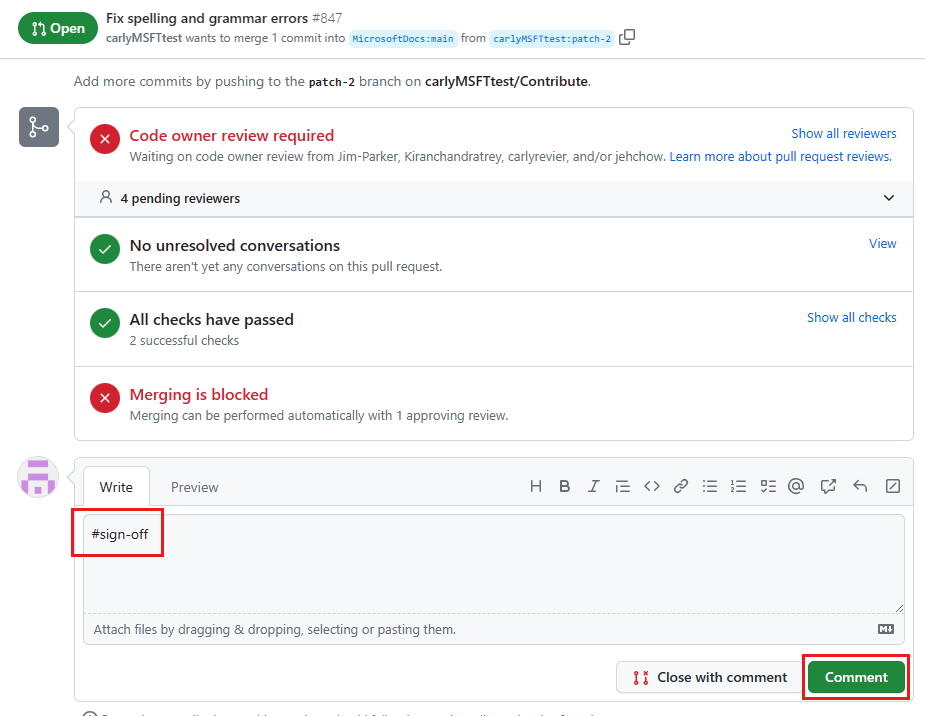 Open
Fix spelling and grammar errors #847
carlyMSFTtest wants to merge 1 commit into MicrosoftDocs:main from carlyMSFTtest:patch-2
Add more commits by pushing to the patch-2 branch on carlyMSFTtest/Contribute.
Code owner review required
Show all reviewers
Waiting on code owner review from Jim-Parker, Kiranchandratrey, carlyrevier, and/or jehchow. Learn more about pull request reviews.
4 pending reviewers
No unresolved conversations
View
There aren't yet any conversations on this pull request.
All checks have passed
Show all checks
2 successful checks
Merging is blocked
Merging can be performed automatically with 1 approving review.
Write
Preview
#sign-off
Attach files by dragging & dropping, selecting or pasting them.
Close with comment
Comment